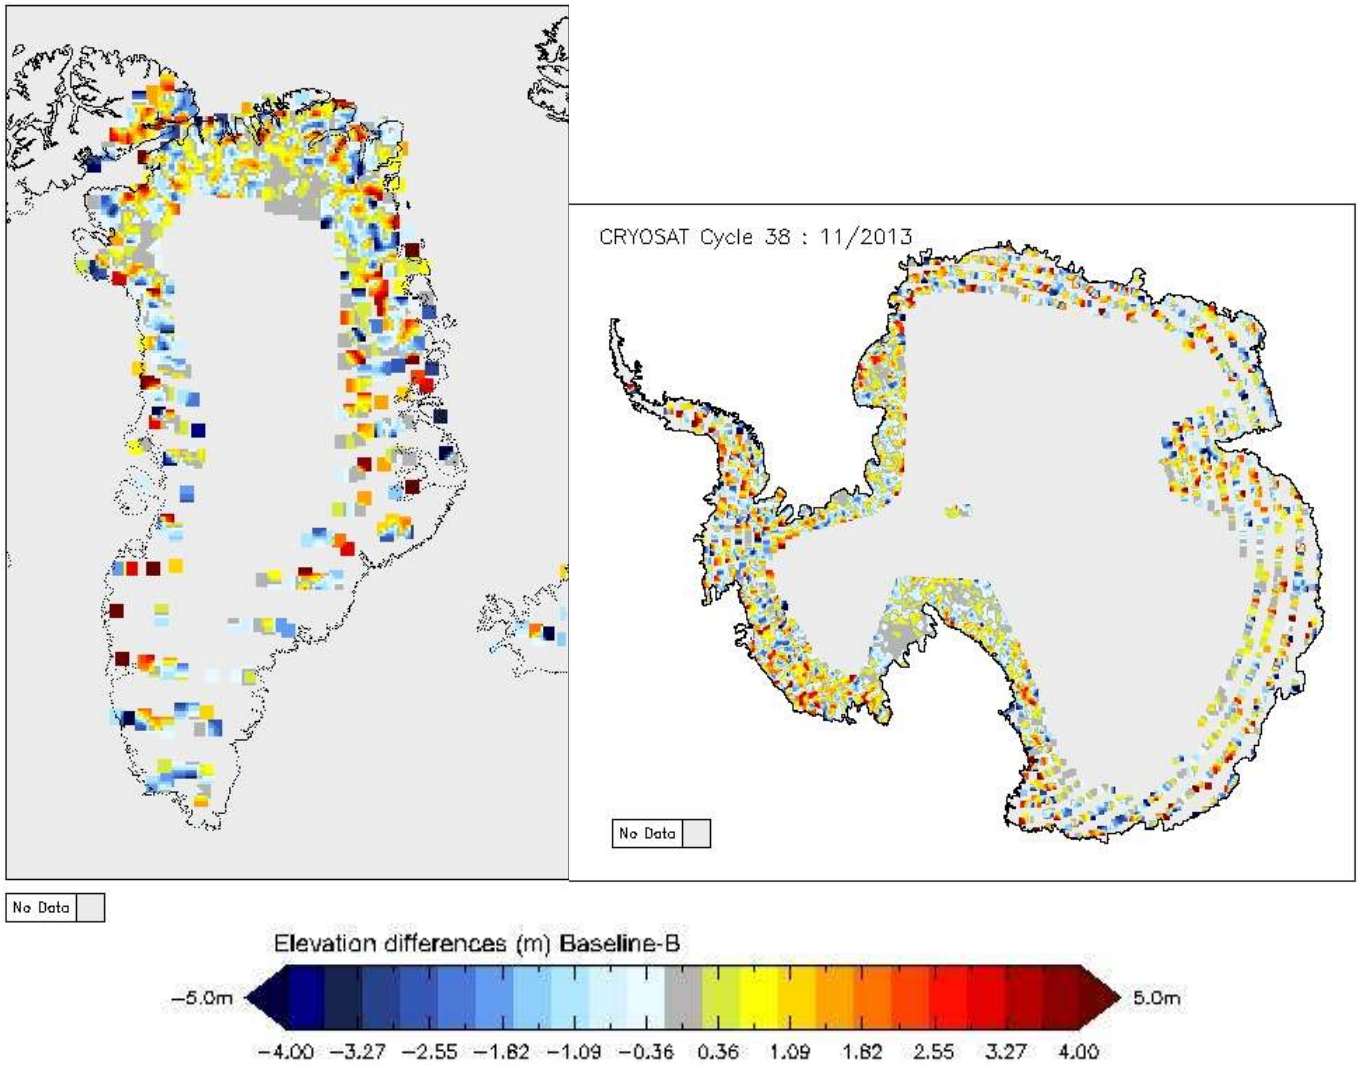 CRYOSAT Cycle 38 : 11/2013
No Data
No Data
Elevation differences (m) Baseline-B
-5.0m
5.0m
-4.00 -3.27 -2.55 -1.82 -1.09 -0.36 0.36 1.09 1.82 2.55 3.27 4.00